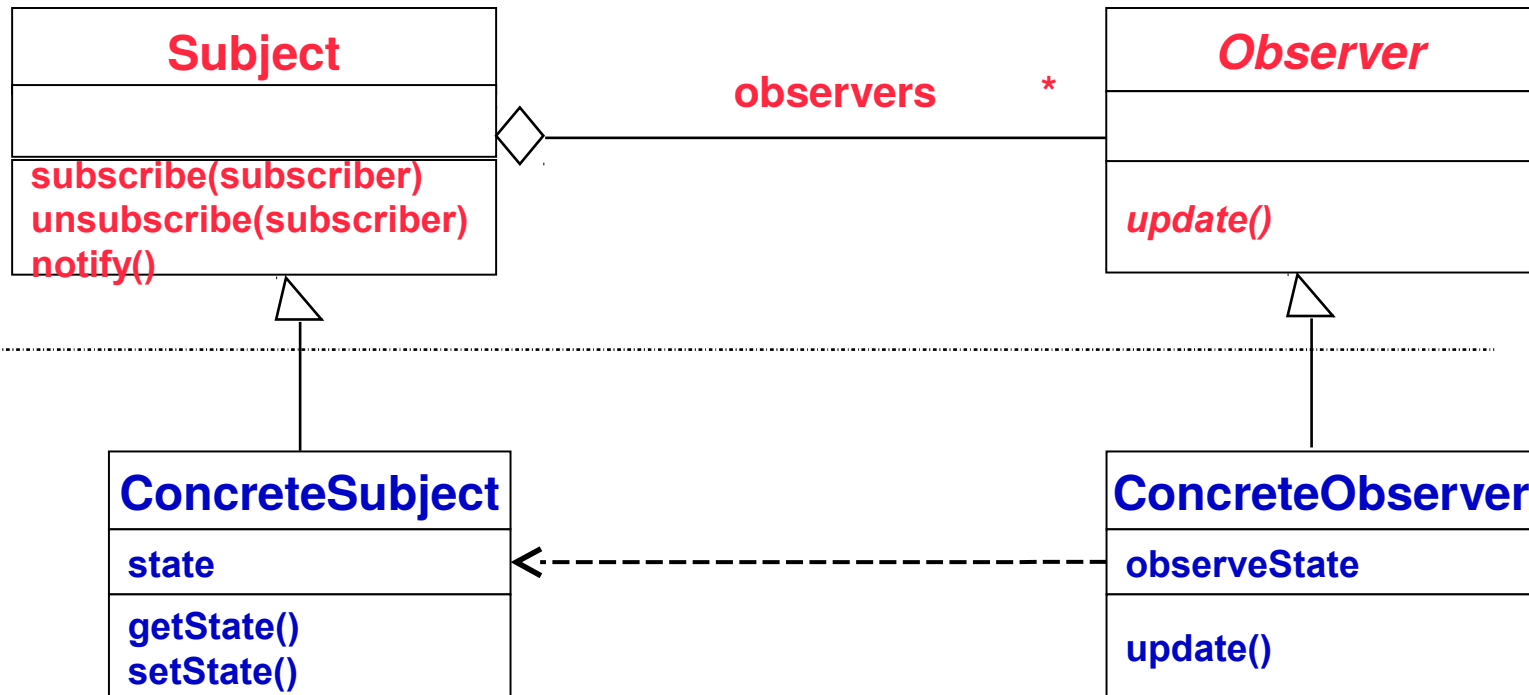 Subject
subscribe(subscriber)
unsubscribe(subscriber)
notify()
observers *
Observer
update()
ConcreteSubject
state
getState()
setState()
ConcreteObserver
observeState
update()